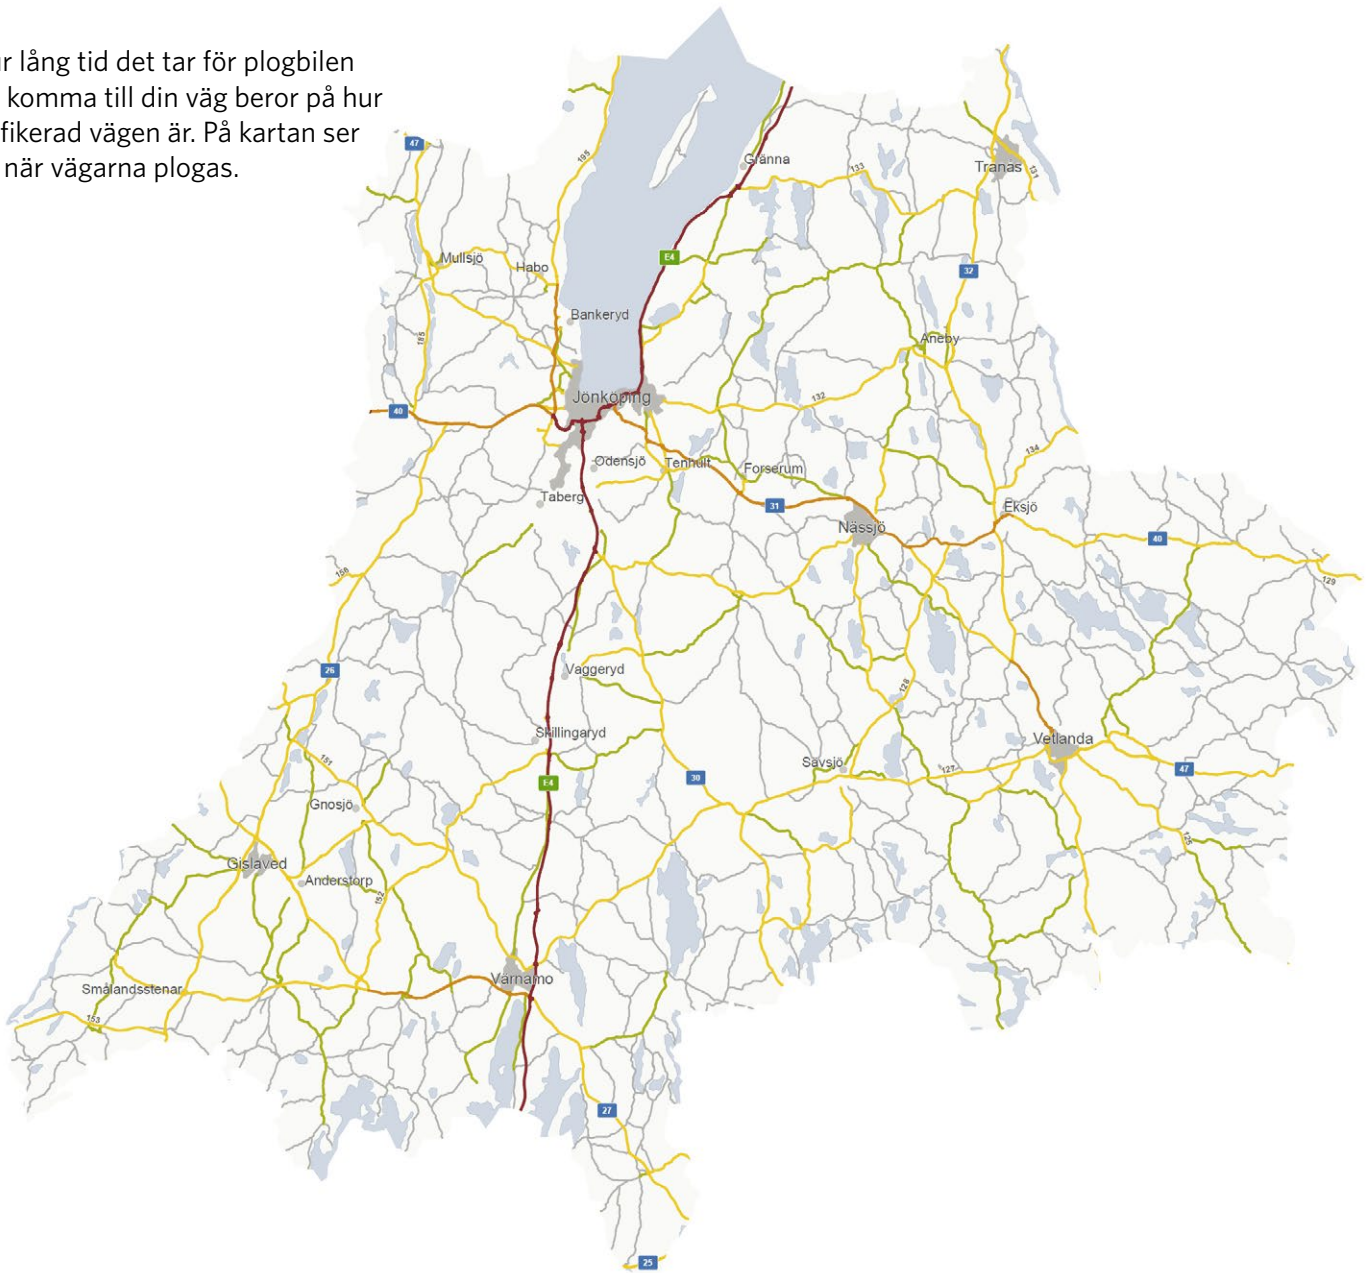 r lång tid det tar för plogbilen
komma till din väg beror på hur
fikerad vägen är. På kartan ser
när vägarna plogas.
47
195
Gränna
133
Tranås
131
Mullsjö
Habo
E4
32
Bankeryd
185
Aneby
Jönköping
40
132
134
Odensjö
Tenhult
Forserum
Taberg
31
Eksjö
Nässjö
40
156
129
26
Vaggeryd
128
Skillingaryd
Vetlanda
151
Sävsjö
127
47
E4
30
Gnosjö
125
Gislaved
Anderstorp
152
Värnamo
Smålandsstenar
153
27
25